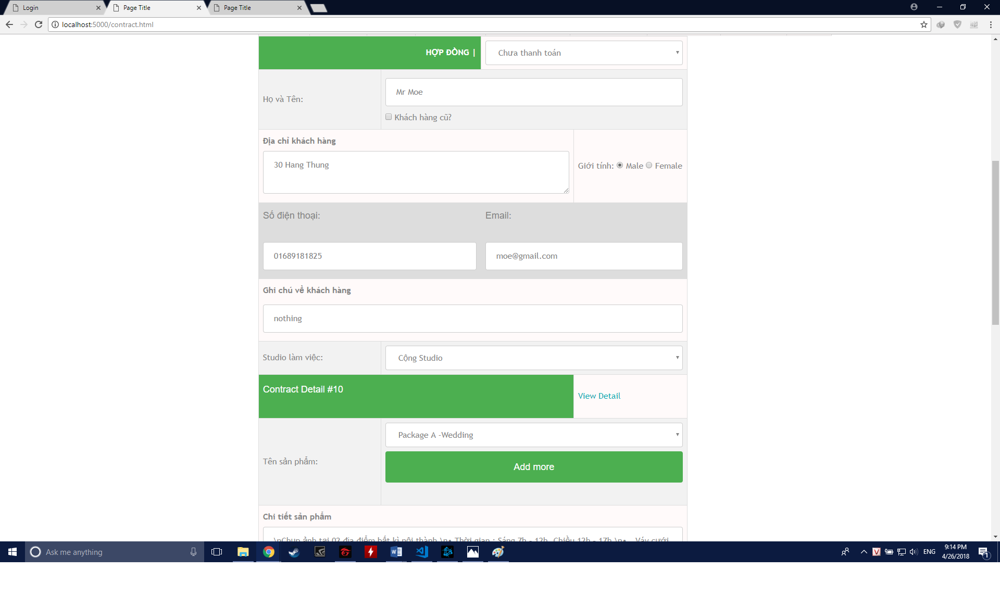 Login
Page Title
Page Title
localhost:5000/contract.html
HỢP ĐỒNG |
Chưa thanh toán
Họ và Tên:
Mr Moe
Khách hàng cũ?
Địa chỉ khách hàng
30 Hang Thung
Giới tính: Male Female
Số điện thoại:
Email:
01689181825
moe@gmail.com
Ghi chú về khách hàng
nothing
Studio làm việc:
Cộng Studio
Contract Detail #10
View Detail
Tên sản phẩm:
Package A -Wedding
Add more
Chi tiết sản phẩm
\nChụp ảnh tại 02 địa điểm bất kì nội thành \n• Thời gian : Sáng 7h - 12h, Chiều 12h - 17h \n• Váy cưới
Ask me anything
ENG
9:14 PM
4/26/2018
1